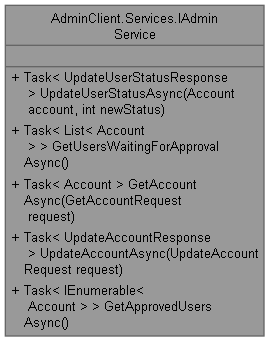 AdminClient.Services.IAdmin
Service
+ Task< UpdateUserStatusResponse
> UpdateUserStatusAsync(Account
account, int newStatus)
+ Task< List< Account
> > GetUsersWaitingForApproval
Async()
+ Task< Account > GetAccount
Async(GetAccountRequest
request)
+ Task< UpdateAccountResponse
> UpdateAccountAsync(UpdateAccount
Request request)
+ Task< IEnumerable<
Account > > GetApprovedUsers
Async()